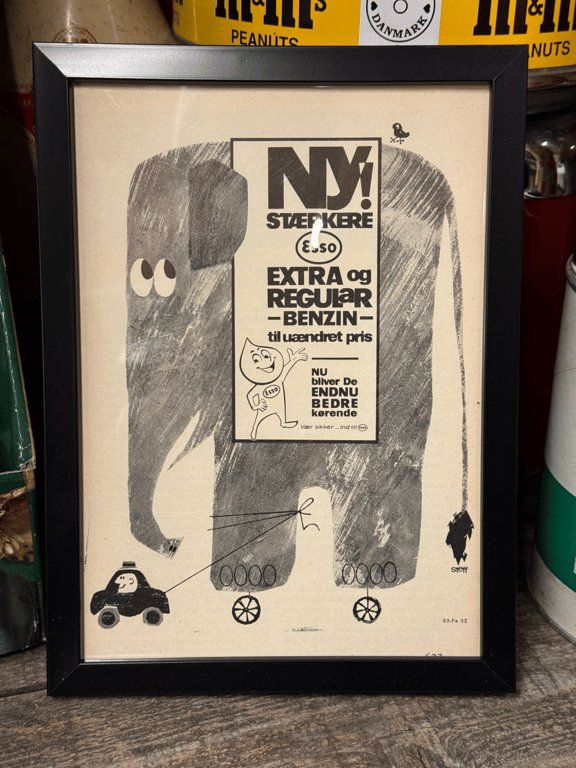 m&m's
PEANUTS
DANMARK
m&m
NUTS
NY!
STÆRKERE
Esso
EXTRA og
REGULAR
-BENZIN-
til uændret pris
Esso
NU
bliver De
ENDNU
BEDRE
kørende
Vær sikker... ind til Esso
63-Fa 32